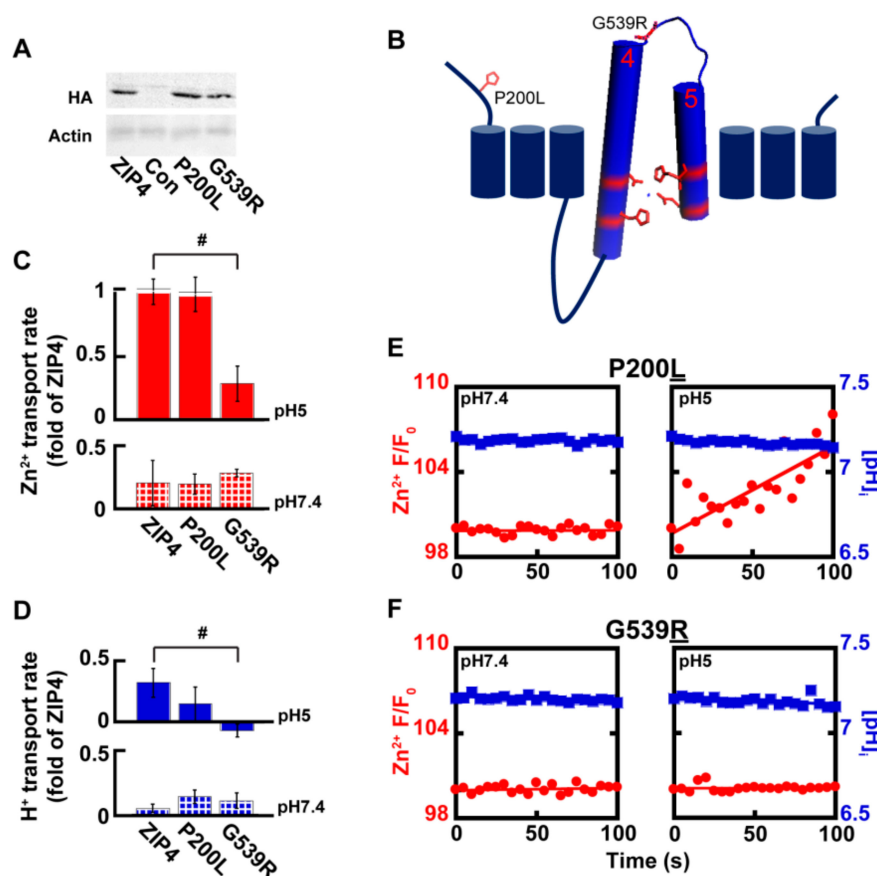 A
HA
Actin
ZIP4
Con
P200L
G539R
B
G539R
4
5
P200L
C
#
Zn²⁺ transport rate
(fold of ZIP4)
1
0.5
0
pH5
0.5
0
pH7.4
ZIP4
P200L
G539R
D
#
H⁺ transport rate
(fold of ZIP4)
0.5
0
pH5
0.5
0
pH7.4
ZIP4
P200L
G539R
E
P200L
Zn²⁺ F/F₀
110
104
98
pH7.4
0 50 100
pH5
0 50 100
7.5
7
6.5
[pH]ᵢ
F
G539R
Zn²⁺ F/F₀
110
104
98
pH7.4
0 50 100
pH5
0 50 100
7.5
7
6.5
[pH]ᵢ
Time (s)